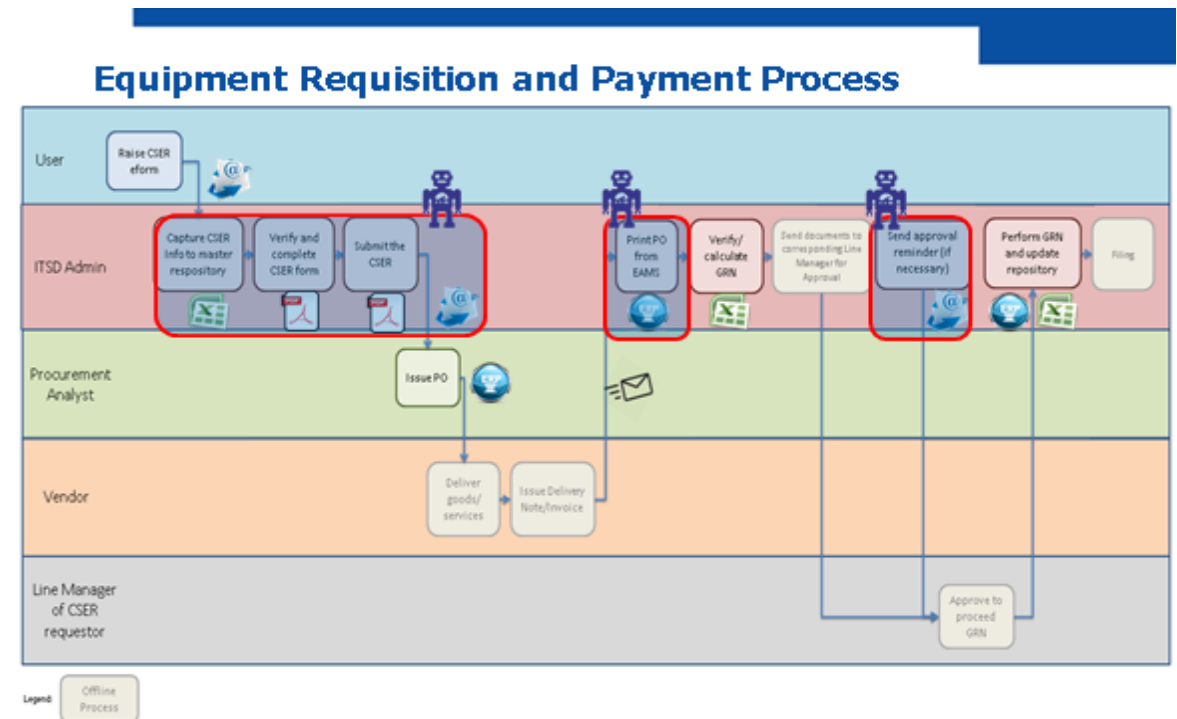 Equipment Requisition and Payment Process
User
Raise CSER
eform
ITSD Admin
Capture CSER
Info to master
respository
Verify and
complete
CSER form
Submit the
CSER
Print PO
from
EAMS
Verify/
calculate
GRN
Send documents to
corresponding Line
Manager for
Approval
Send approval
reminder (if
necessary)
Perform GRN
and update
repository
Filing
Procurement
Analyst
Issue PO
ERP
Vendor
Deliver
goods/
services
Issue Delivery
Note/Invoice
Line Manager
of CSER
requestor
Approve to
proceed
GRN
Legend:
Offline
Process